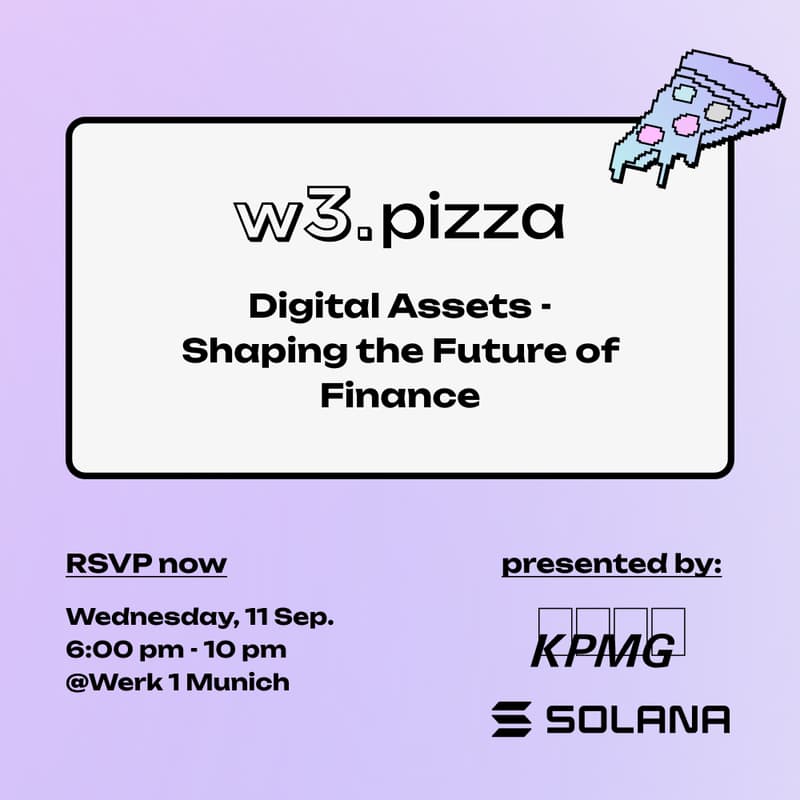 w3.pizza
Digital Assets -
Shaping the Future of
Finance
RSVP now
Wednesday, 11 Sep.
6:00 pm - 10 pm
@Werk 1 Munich
presented by:
KPMG
SOLANA